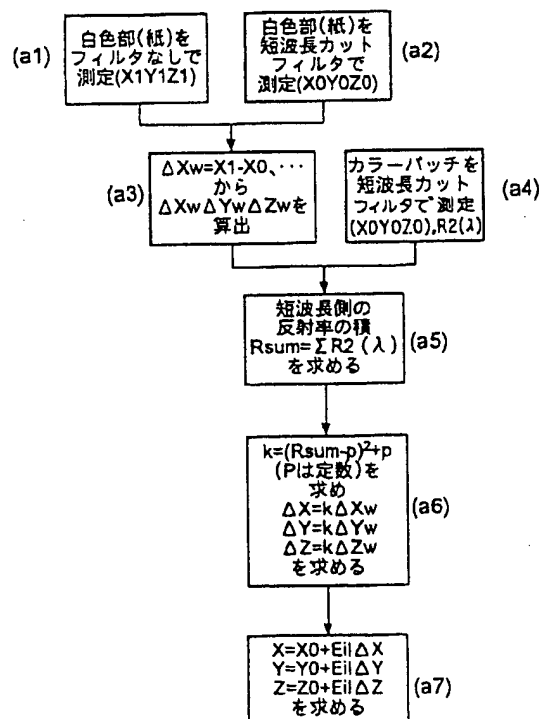 (a1)
白色部(紙)を
フィルタなしで
測定(X1Y1Z1)
白色部(紙)を
短波長カット
フィルタで
測定(X0Y0Z0)
(a2)
(a3)
ΔXw=X1-X0、···
から
ΔXwΔYwΔZwを
算出
カラーパッチを
短波長カット
フィルタで測定
(X0Y0Z0),R2(λ)
(a4)
短波長側の
反射率の積
Rsum=ΣR2(λ)
を求める
(a5)
k=(Rsum-p)²+p
(Pは定数)を
求め
ΔX=kΔXw
ΔY=kΔYw
ΔZ=kΔZw
を求める
(a6)
X=X0+EilΔX
Y=Y0+EilΔY
Z=Z0+EilΔZ
を求める
(a7)